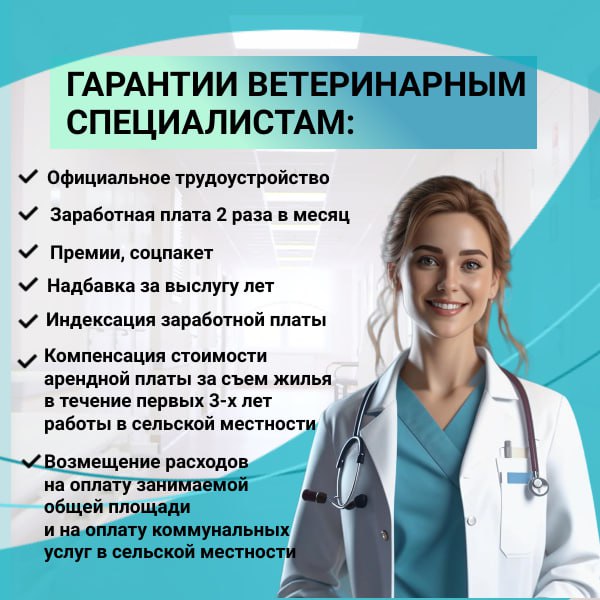 ГАРАНТИИ ВЕТЕРИНАРНЫМ
СПЕЦИАЛИСТАМ:
Официальное трудоустройство
Заработная плата 2 раза в месяц
Премии, соцпакет
Надбавка за выслугу лет
Индексация заработной платы
Компенсация стоимости
арендной платы за съем жилья
в течение первых 3-х лет
работы в сельской местности
Возмещение расходов
на оплату занимаемой
общей площади
и на оплату коммунальных
услуг в сельской местности